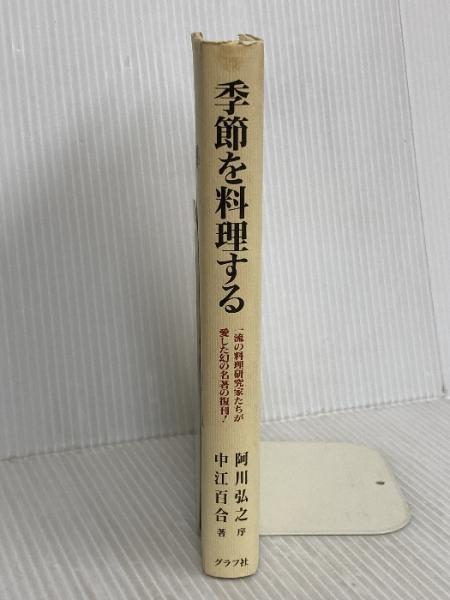 季節を料理する
一流の料理研究家たちが
愛した幻の名著の復刊!
阿川弘之 序
中江百合 著
グラフ社